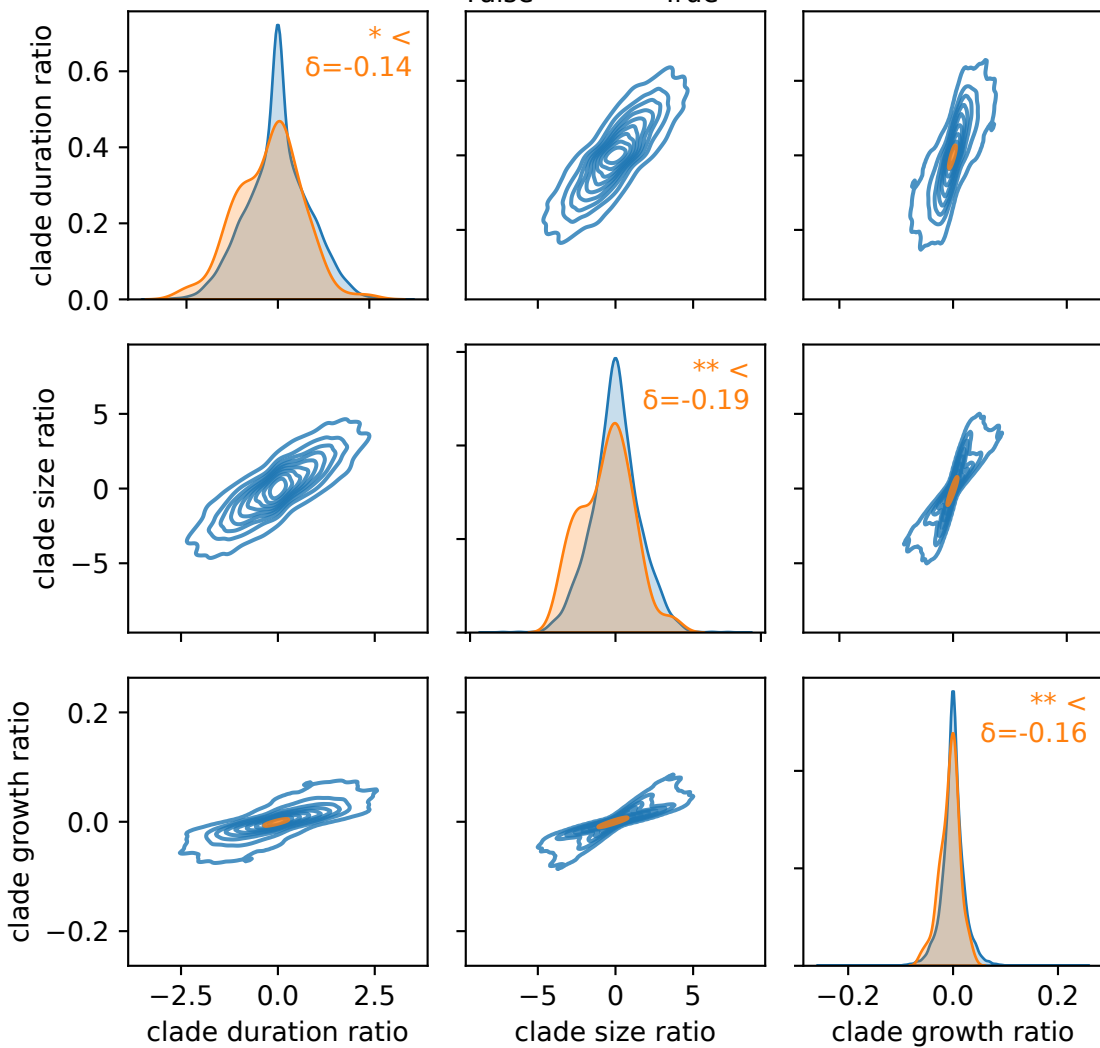 True
clade duration ratio
0.6
0.4
0.2
0.0
* <
δ=-0.14
clade size ratio
5
0
−5
** <
δ=-0.19
clade growth ratio
0.2
0.0
−0.2
** <
δ=-0.16
−2.5
0.0
2.5
−5
0
5
−0.2
0.0
0.2
clade duration ratio
clade size ratio
clade growth ratio